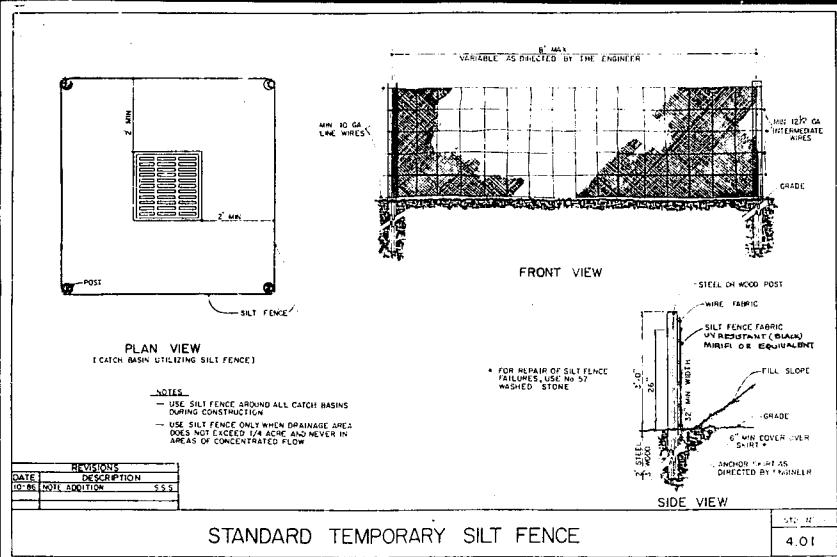 8' MAX
VARIABLE AS DIRECTED BY THE ENGINEER
2' MIN
MIN 10 GA
LINE WIRES
MIN 12½ GA
INTERMEDIATE
WIRES
GRADE
2' MIN
FRONT VIEW
POST
SILT FENCE
PLAN VIEW
[CATCH BASIN UTILIZING SILT FENCE]
NOTES
— USE SILT FENCE AROUND ALL CATCH BASINS
DURING CONSTRUCTION
— USE SILT FENCE ONLY WHEN DRAINAGE AREA
DOES NOT EXCEED 1/4 ACRE AND NEVER IN
AREAS OF CONCENTRATED FLOW
* FOR REPAIR OF SILT FENCE
FAILURES, USE No 57
WASHED STONE
STEEL OR WOOD POST
WIRE FABRIC
SILT FENCE FABRIC
UV RESISTANT (BLACK)
MIRIFI OR EQUIVALENT
FILL SLOPE
3'-0"
26"
32" MIN WIDTH
GRADE
6" MIN COVER OVER
SKIRT *
2' STEEL
3' WOOD
ANCHOR SKIRT AS
DIRECTED BY ENGINEER
SIDE VIEW
REVISIONS
DATE DESCRIPTION
10-86 NOTE ADDITION S S S
STANDARD TEMPORARY SILT FENCE
4.01